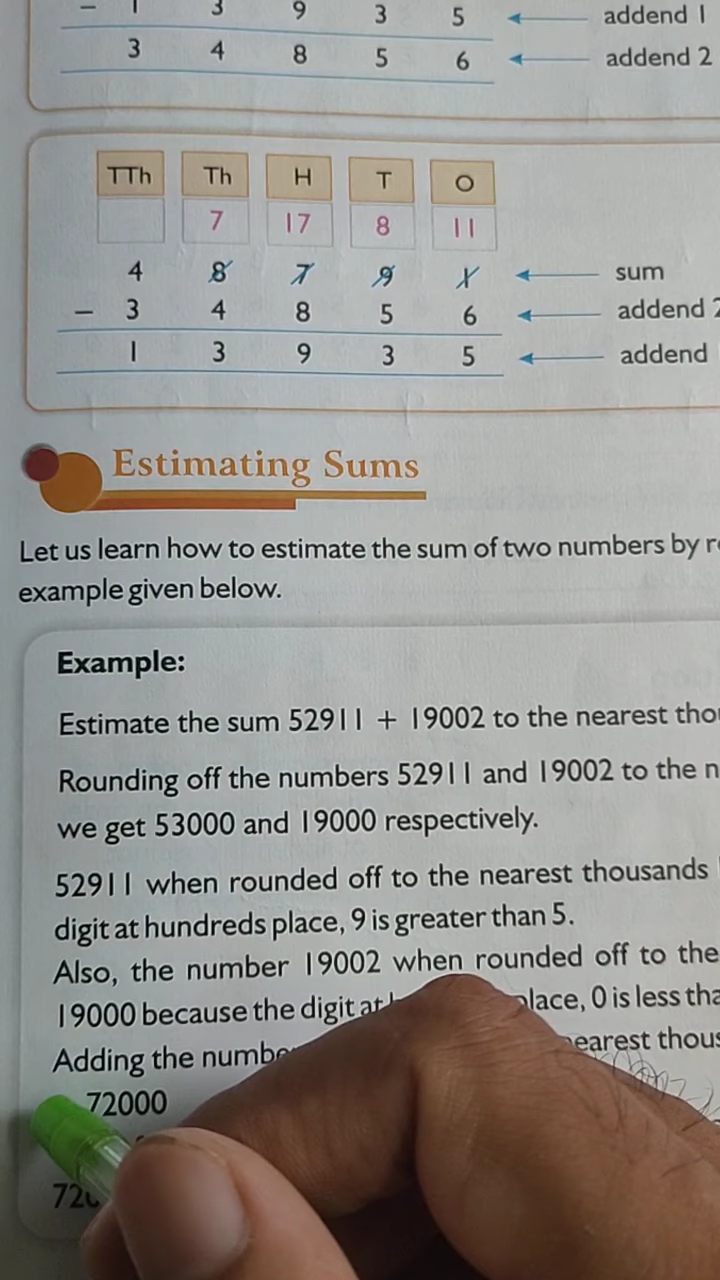 − 1 3 9 3 5 addend 1
3 4 8 5 6 addend 2
TTh Th H T O
7 17 8 11
4 8 7 9 1 sum
− 3 4 8 5 6 addend 2
1 3 9 3 5 addend
Estimating Sums
Let us learn how to estimate the sum of two numbers by
example given below.
Example:
Estimate the sum 52911 + 19002 to the nearest
Rounding off the numbers 52911 and 19002 to the
we get 53000 and 19000 respectively.
52911 when rounded off to the nearest thousands
digit at hundreds place, 9 is greater than 5.
Also, the number 19002 when rounded off to the
19000 because the digit at place, 0 is less
Adding the
72000